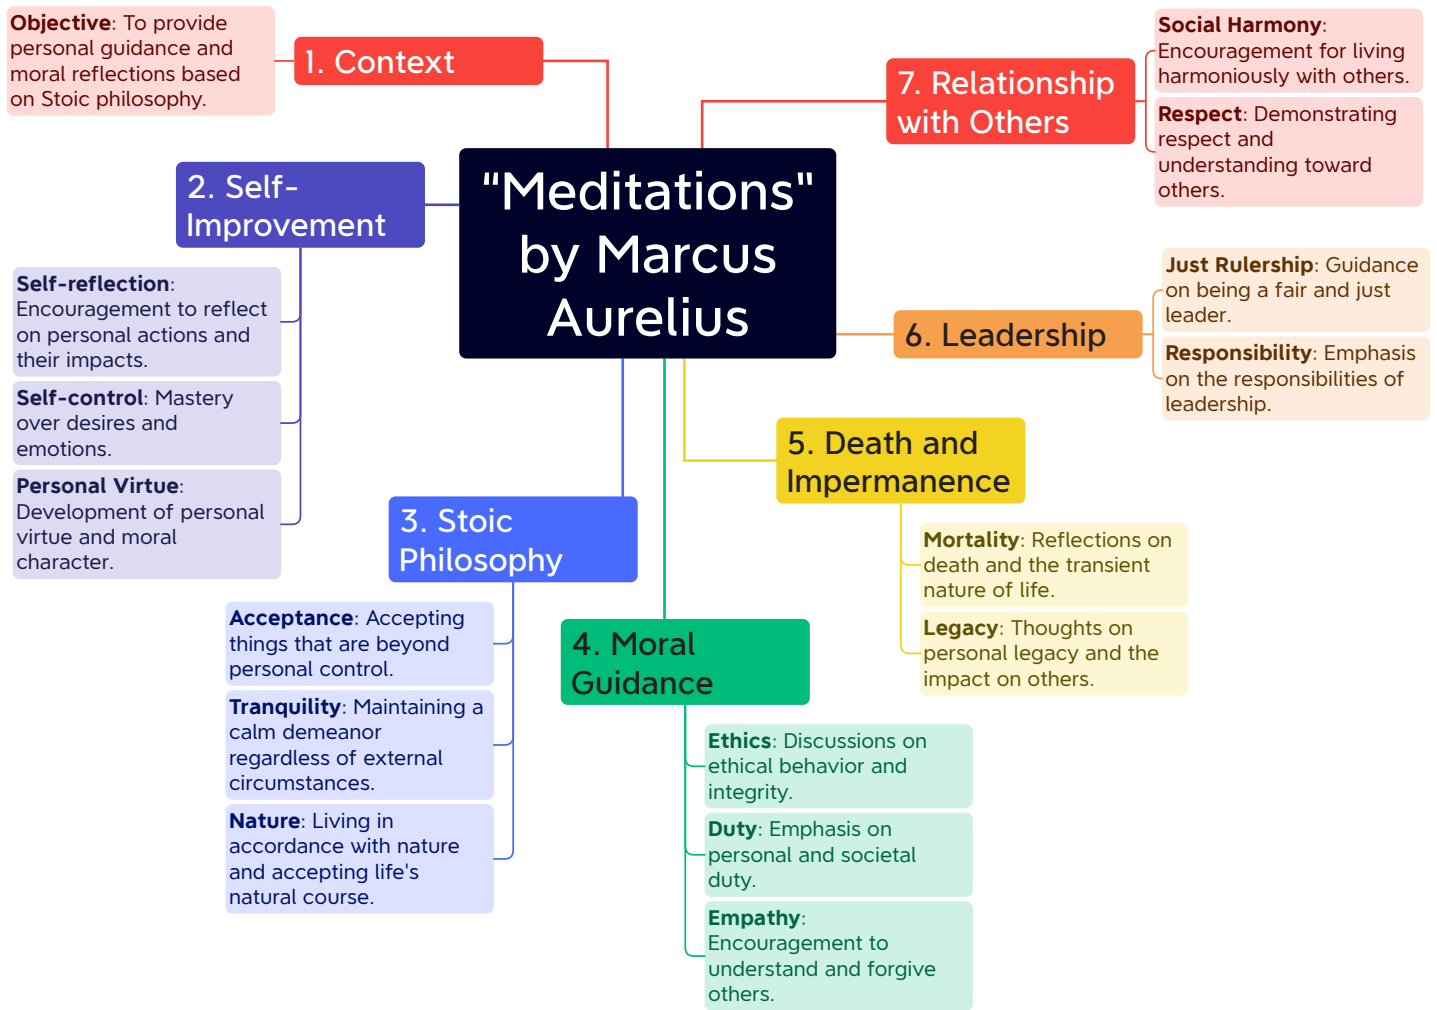 "Meditations"
by Marcus
Aurelius
1. Context
Objective: To provide
personal guidance and
moral reflections based
on Stoic philosophy.
2. Self-
Improvement
Self-reflection:
Encouragement to reflect
on personal actions and
their impacts.
Self-control: Mastery
over desires and
emotions.
Personal Virtue:
Development of personal
virtue and moral
character.
3. Stoic
Philosophy
Acceptance: Accepting
things that are beyond
personal control.
Tranquility: Maintaining a
calm demeanor
regardless of external
circumstances.
Nature: Living in
accordance with nature
and accepting life's
natural course.
4. Moral
Guidance
Ethics: Discussions on
ethical behavior and
integrity.
Duty: Emphasis on
personal and societal
duty.
Empathy:
Encouragement to
understand and forgive
others.
5. Death and
Impermanence
Mortality: Reflections on
death and the transient
nature of life.
Legacy: Thoughts on
personal legacy and the
impact on others.
6. Leadership
Just Rulership: Guidance
on being a fair and just
leader.
Responsibility: Emphasis
on the responsibilities of
leadership.
7. Relationship
with Others
Social Harmony:
Encouragement for living
harmoniously with others.
Respect: Demonstrating
respect and
understanding toward
others.